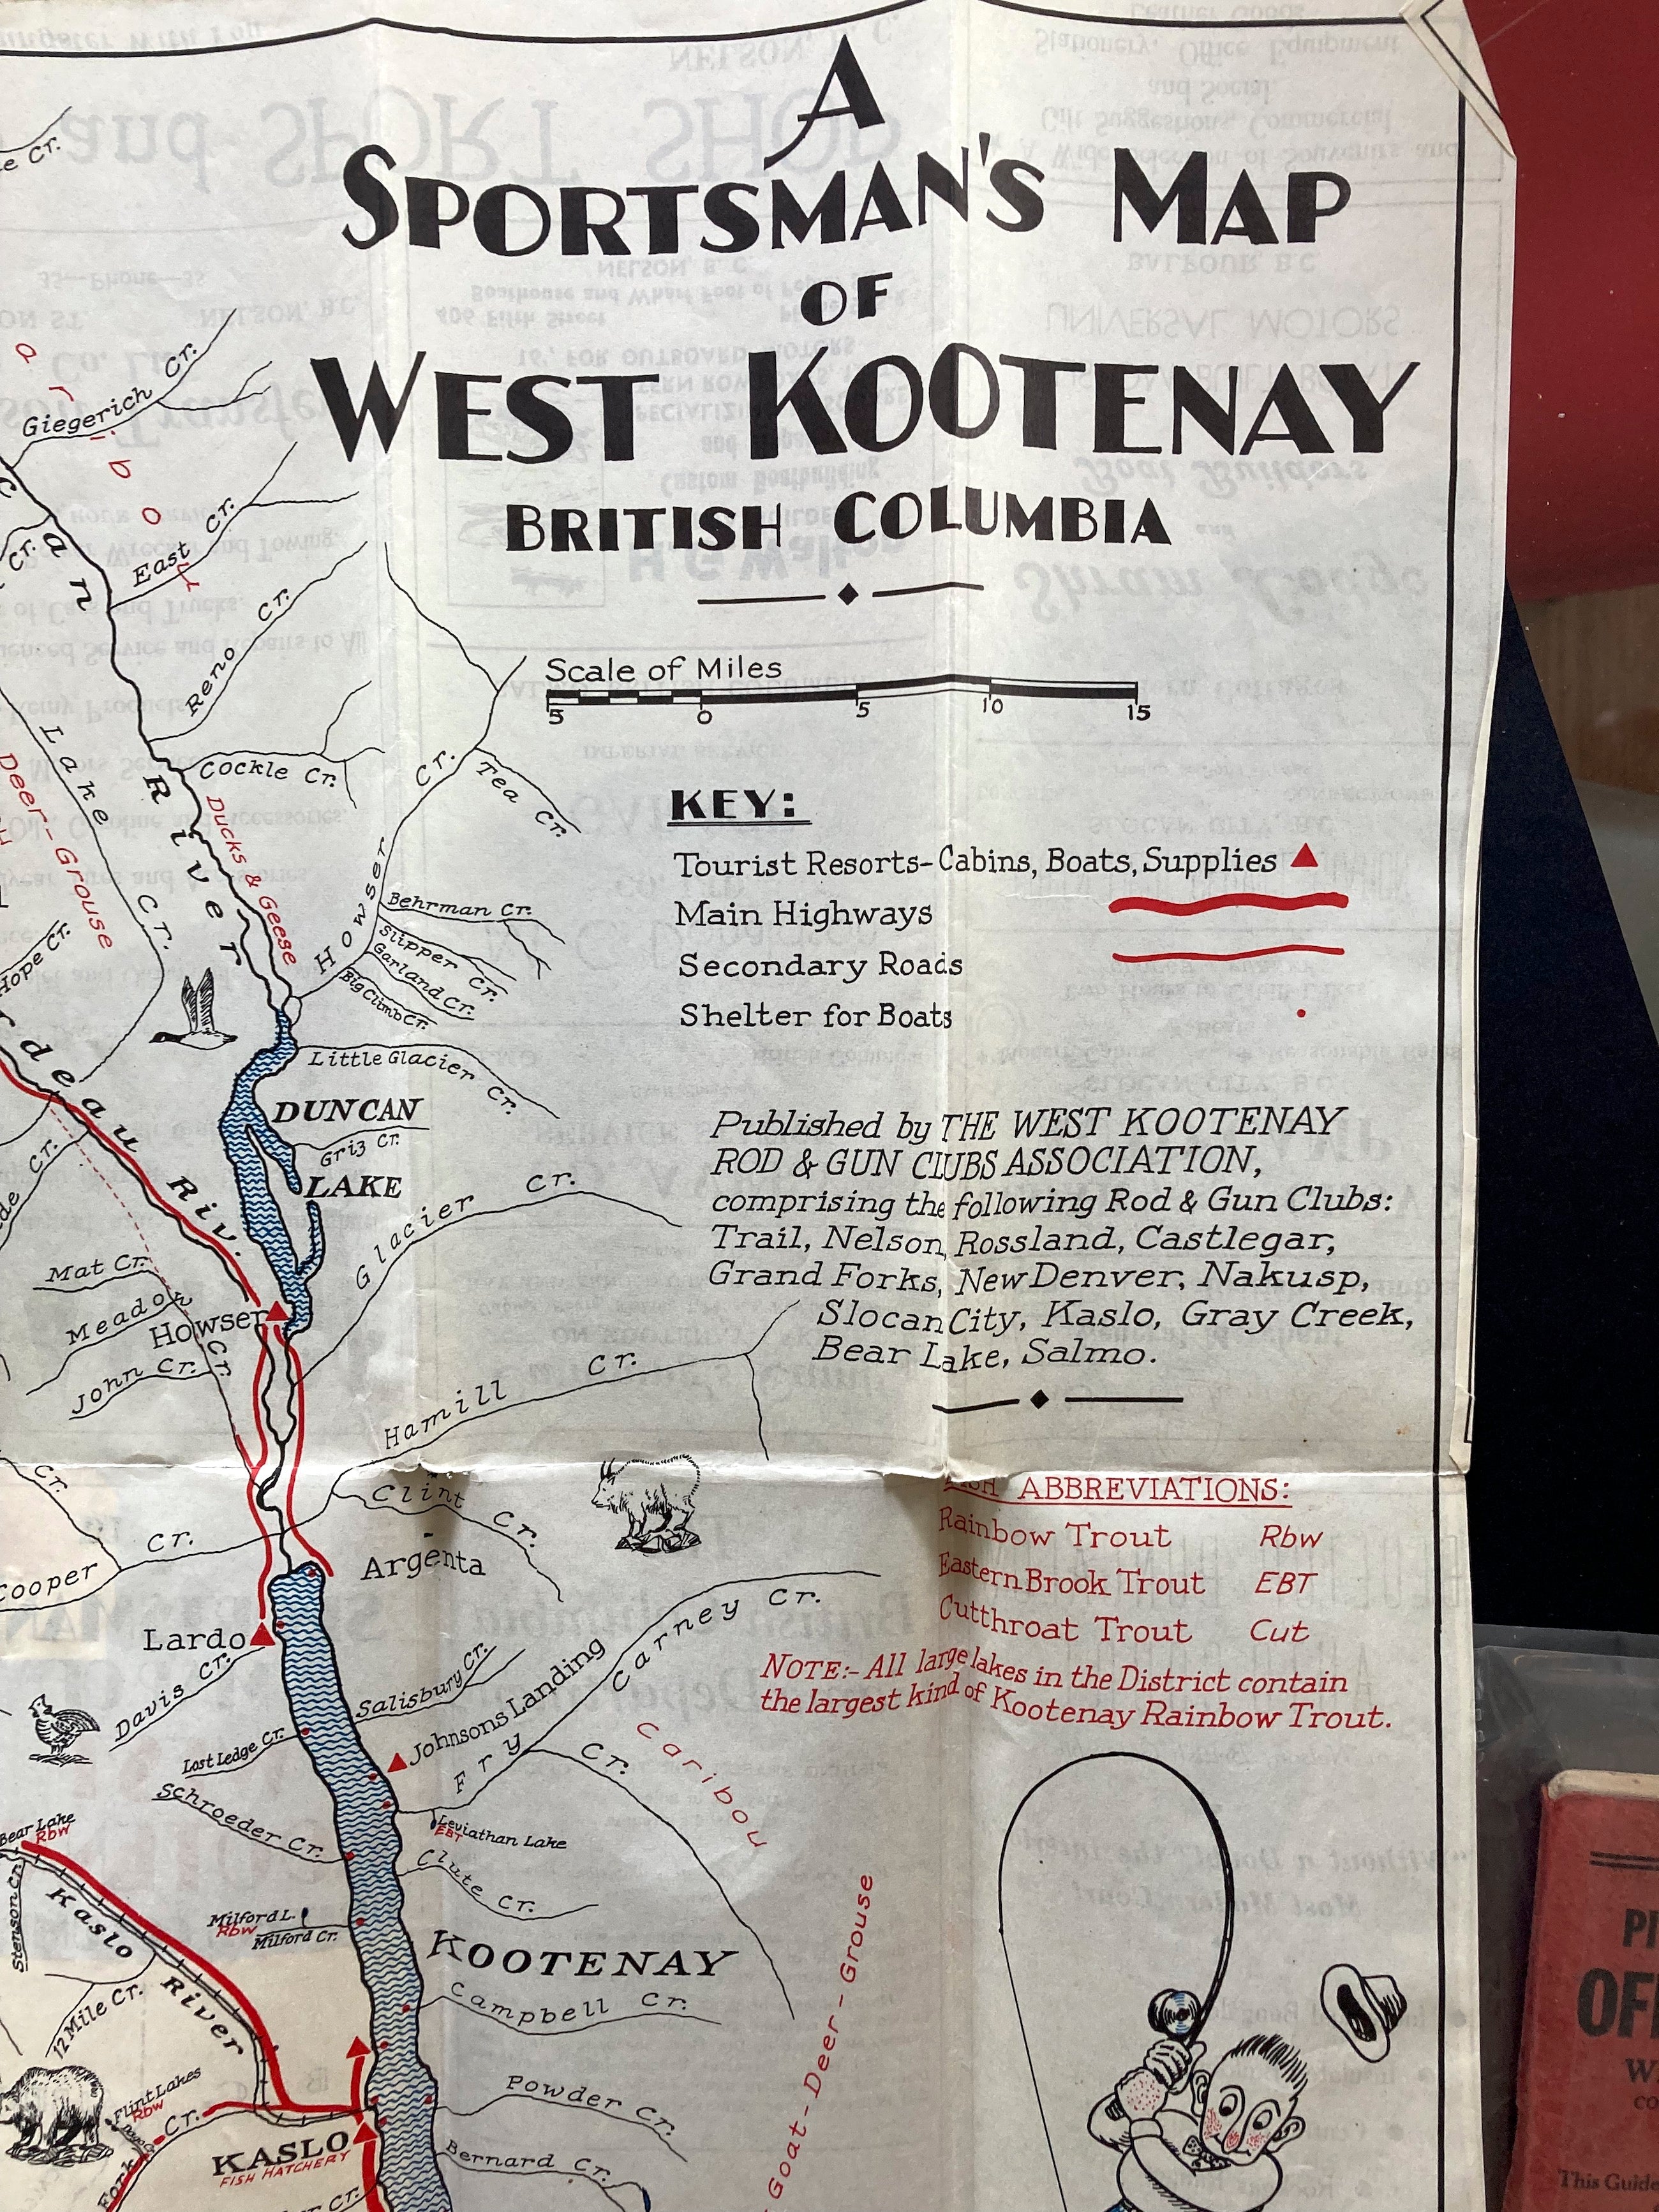 A
SPORTSMAN'S MAP
OF
WEST KOOTENAY
BRITISH COLUMBIA
Scale of Miles
5 0 5 10 15
KEY:
Tourist Resorts-Cabins, Boats, Supplies
Main Highways
Secondary Roads
Shelter for Boats
Published by THE WEST KOOTENAY
ROD & GUN CLUBS ASSOCIATION,
comprising the following Rod & Gun Clubs:
Trail, Nelson, Rossland, Castlegar,
Grand Forks, New Denver, Nakusp,
Slocan City, Kaslo, Gray Creek,
Bear Lake, Salmo.
ABBREVIATIONS:
Rainbow Trout Rbw
Eastern Brook Trout EBT
Cutthroat Trout Cut
NOTE:- All large lakes in the District contain
the largest kind of Kootenay Rainbow Trout.
Cr.
Giegerich Cr.
East Cr.
Cr.
Reno Cr.
Cockle Cr.
River
Lake Cr.
Deer-Grouse
Ducks & Geese
Howser Cr.
Tea Cr.
Behrman Cr.
Slipper Cr.
Garland Cr.
Big Climb Cr.
Hope Cr.
Little Glacier Cr.
DUNCAN
LAKE
Griz Cr.
Glacier Cr.
Riv.
Mat Cr.
Meadow Cr.
Howser
John Cr.
Hamill Cr.
Clint Cr.
Cr.
Cooper Cr.
Argenta
Lardo
Davis Cr.
Salisbury Cr.
Johnsons Landing
Carney Cr.
Fry Cr.
Caribou
Lost Ledge Cr.
Schroeder Cr.
Leviathan Lake
EBT
Clute Cr.
Bear Lake
Rbw
Stenson Cr.
Kaslo River
Milford L.
Rbw
Milford Cr.
KOOTENAY
Campbell Cr.
12 Mile Cr.
Flint Lakes
Rbw
Fork Cr.
KASLO
FISH HATCHERY
Powder Cr.
Bernard Cr.
Goat-Deer-Grouse
This Guide